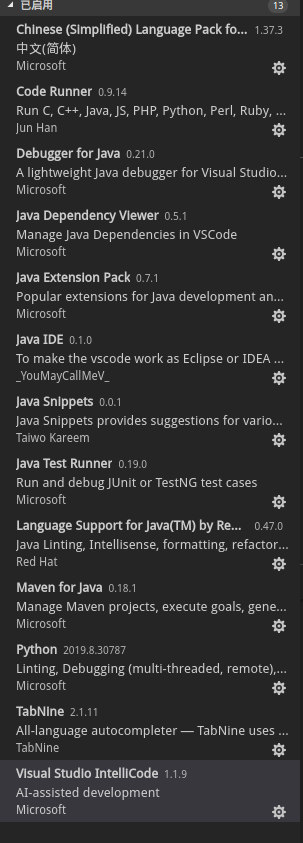 已启用 13
Chinese (Simplified) Language Pack fo... 1.37.3
中文(简体)
Microsoft
Code Runner 0.9.14
Run C, C++, Java, JS, PHP, Python, Perl, Ruby, ...
Jun Han
Debugger for Java 0.21.0
A lightweight Java debugger for Visual Studio...
Microsoft
Java Dependency Viewer 0.5.1
Manage Java Dependencies in VSCode
Microsoft
Java Extension Pack 0.7.1
Popular extensions for Java development an...
Microsoft
Java IDE 0.1.0
To make the vscode work as Eclipse or IDEA ...
_YouMayCallMeV_
Java Snippets 0.0.1
Java Snippets provides suggestions for vario...
Taiwo Kareem
Java Test Runner 0.19.0
Run and debug JUnit or TestNG test cases
Microsoft
Language Support for Java(TM) by Re... 0.47.0
Java Linting, Intellisense, formatting, refactor...
Red Hat
Maven for Java 0.18.1
Manage Maven projects, execute goals, gene...
Microsoft
Python 2019.8.30787
Linting, Debugging (multi-threaded, remote),...
Microsoft
TabNine 2.1.11
All-language autocompleter — TabNine uses ...
TabNine
Visual Studio IntelliCode 1.1.9
AI-assisted development
Microsoft